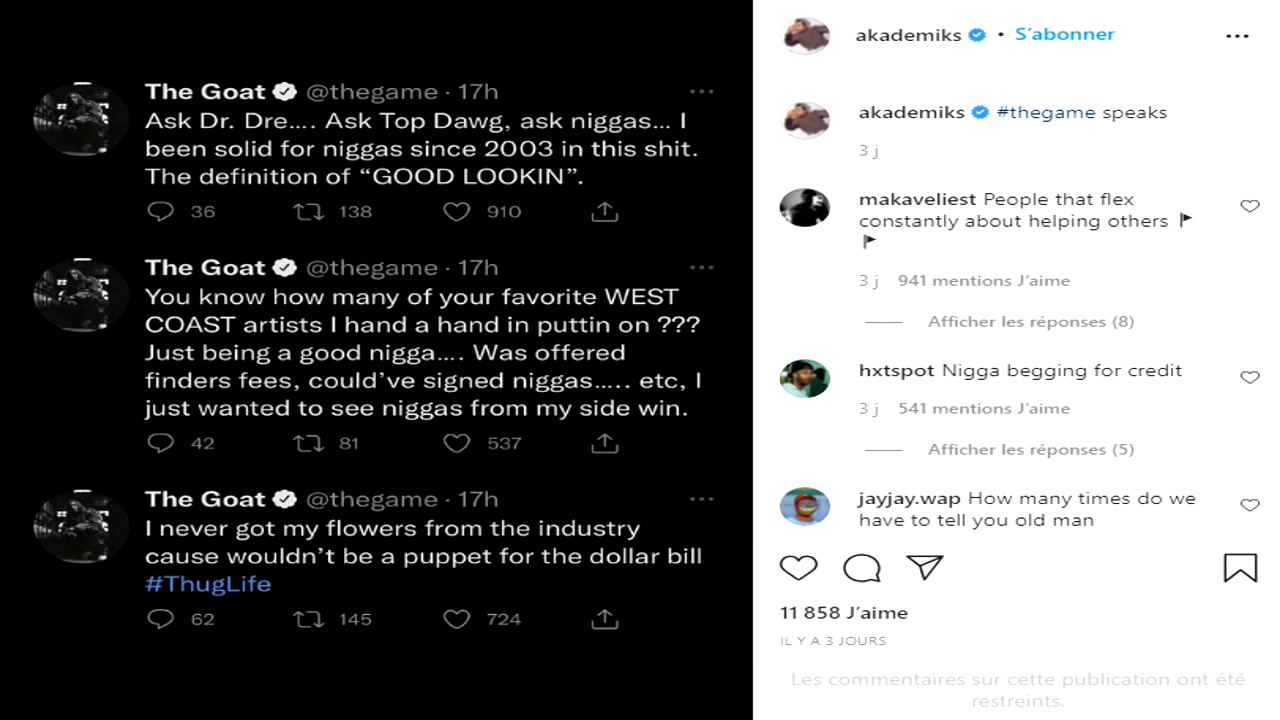 The Goat @thegame · 17h
Ask Dr. Dre.... Ask Top Dawg, ask niggas... I
been solid for niggas since 2003 in this shit.
The definition of “GOOD LOOKIN”.
36 138 910
The Goat @thegame · 17h
You know how many of your favorite WEST
COAST artists I hand a hand in puttin on ???
Just being a good nigga.... Was offered
finders fees, could’ve signed niggas..... etc, I
just wanted to see niggas from my side win.
42 81 537
The Goat @thegame · 17h
I never got my flowers from the industry
cause wouldn’t be a puppet for the dollar bill
#ThugLife
62 145 724
akademiks • S’abonner
akademiks #thegame speaks
3 j
makaveliest People that flex
constantly about helping others
3 j 941 mentions J’aime
Afficher les réponses (8)
hxtspot Nigga begging for credit
3 j 541 mentions J’aime
Afficher les réponses (5)
jayjay.wap How many times do we
have to tell you old man
11 858 J’aime
IL Y A 3 JOURS
Les commentaires sur cette publication ont été
restreints.